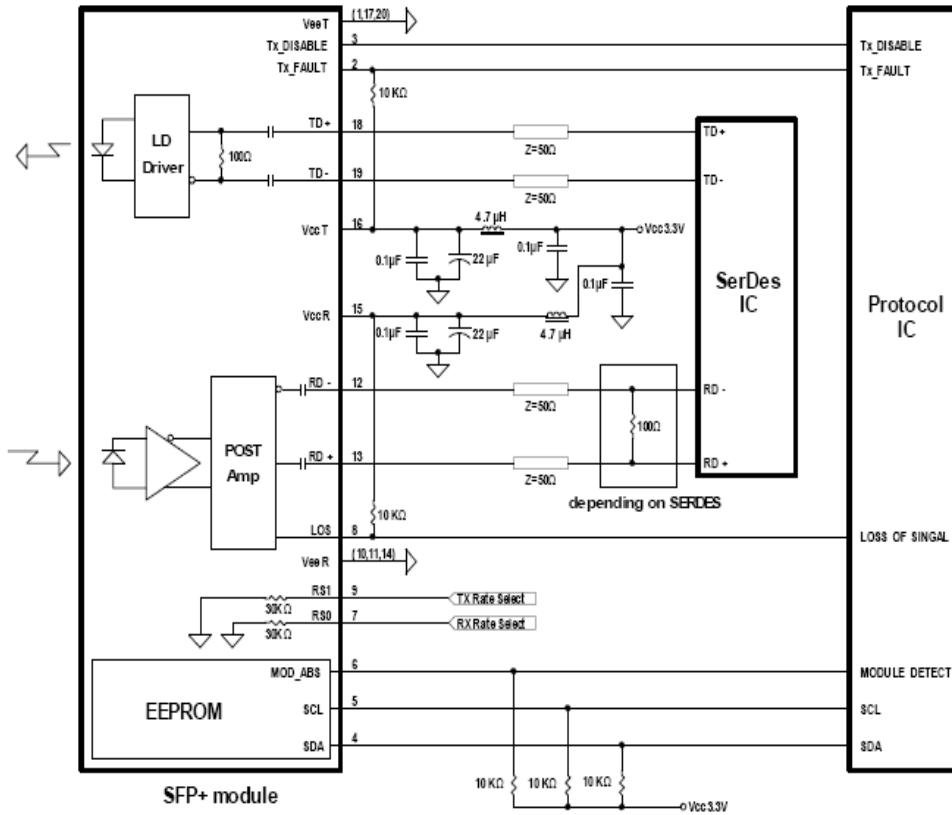 VeeT (1,17,20)
Tx_DISABLE 3 Tx_DISABLE
Tx_FAULT 2 Tx_FAULT
10 KΩ
LD
Driver
100Ω
TD+ 18 Z=50Ω TD+
TD- 19 Z=50Ω TD-
VccT 16 4.7 µH Vcc3.3V
0.1µF 22 µF 0.1µF 0.1µF
SerDes
IC
Protocol
IC
VccR 15 4.7 µH
0.1µF 22 µF
RD - 12 Z=50Ω RD -
100Ω
POST
Amp
RD + 13 Z=50Ω RD +
depending on SERDES
10 KΩ
LOS 8 LOSS OF SINGAL
VeeR (10,11,14)
RS1 9 TX Rate Select
30KΩ
RS0 7 RX Rate Select
30KΩ
MOD_ABS 6 MODULE DETECT
EEPROM
SCL 5 SCL
SDA 4 SDA
10 KΩ 10 KΩ 10 KΩ
Vcc3.3V
SFP+ module